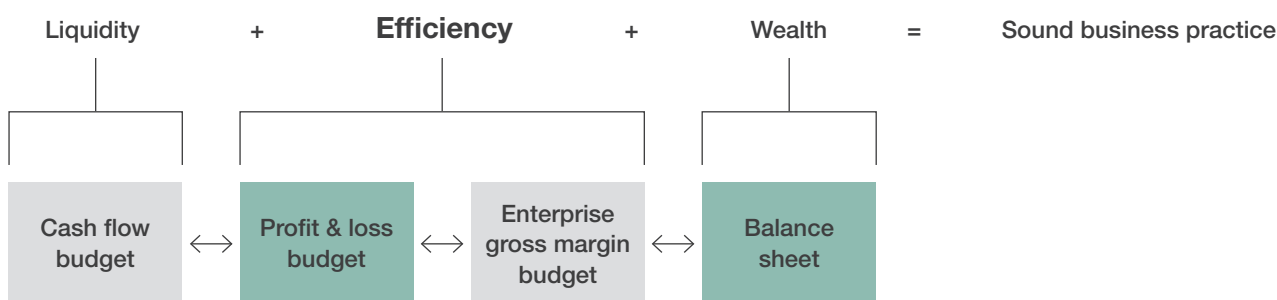 Liquidity + Efficiency + Wealth = Sound business practice
Cash flow
budget
Profit & loss
budget
Enterprise
gross margin
budget
Balance
sheet